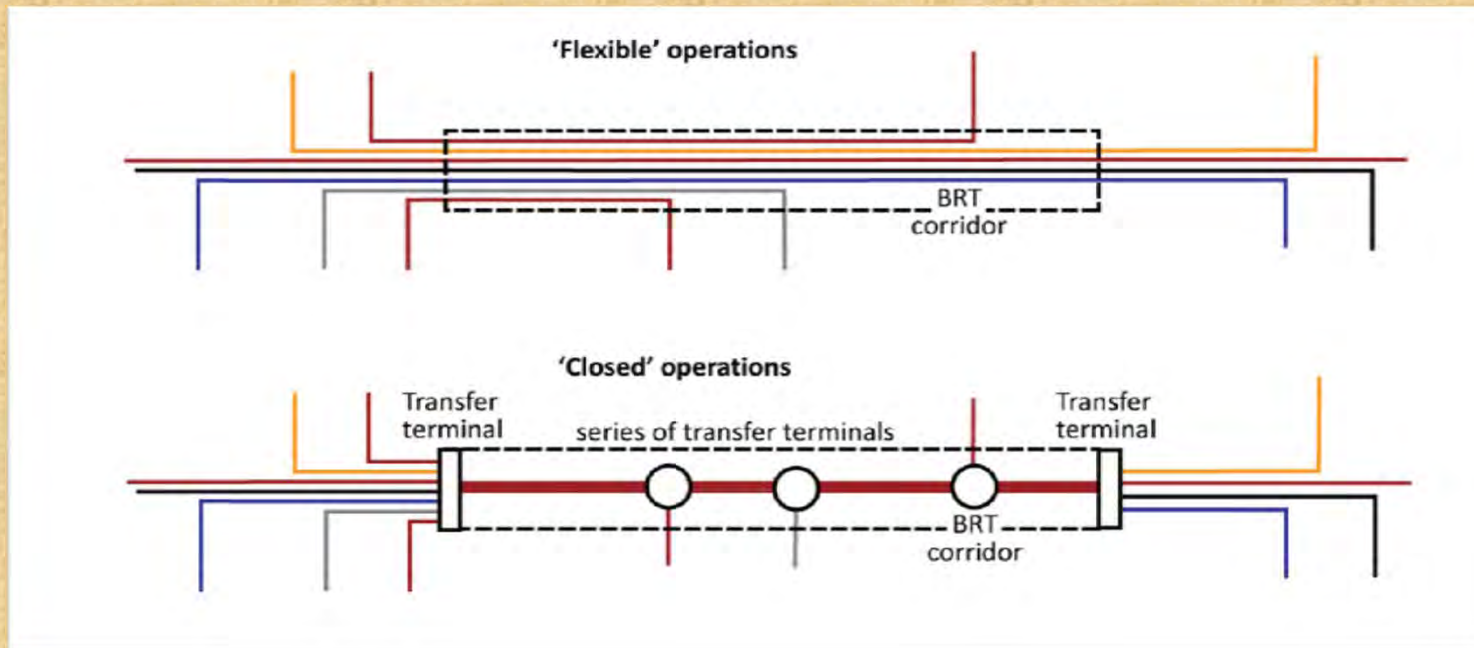 ‘Flexible’ operations
BRT
corridor
‘Closed’ operations
Transfer
terminal
series of transfer terminals
Transfer
terminal
BRT
corridor